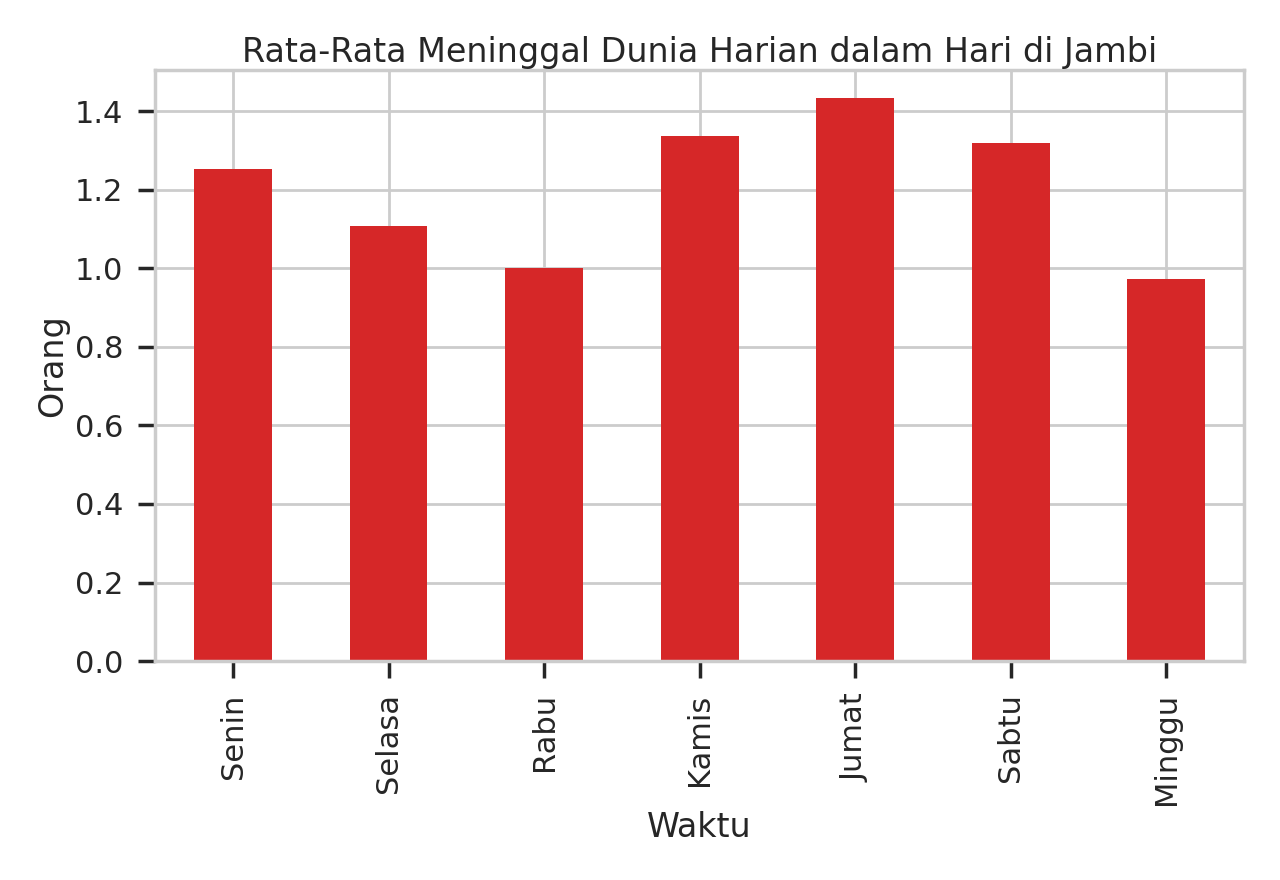 Rata-Rata Meninggal Dunia Harian dalam Hari di Jambi
1.4
1.2
1.0
0.8
0.6
0.4
0.2
0.0
Orang
Senin
Selasa
Rabu
Kamis
Jumat
Sabtu
Minggu
Waktu